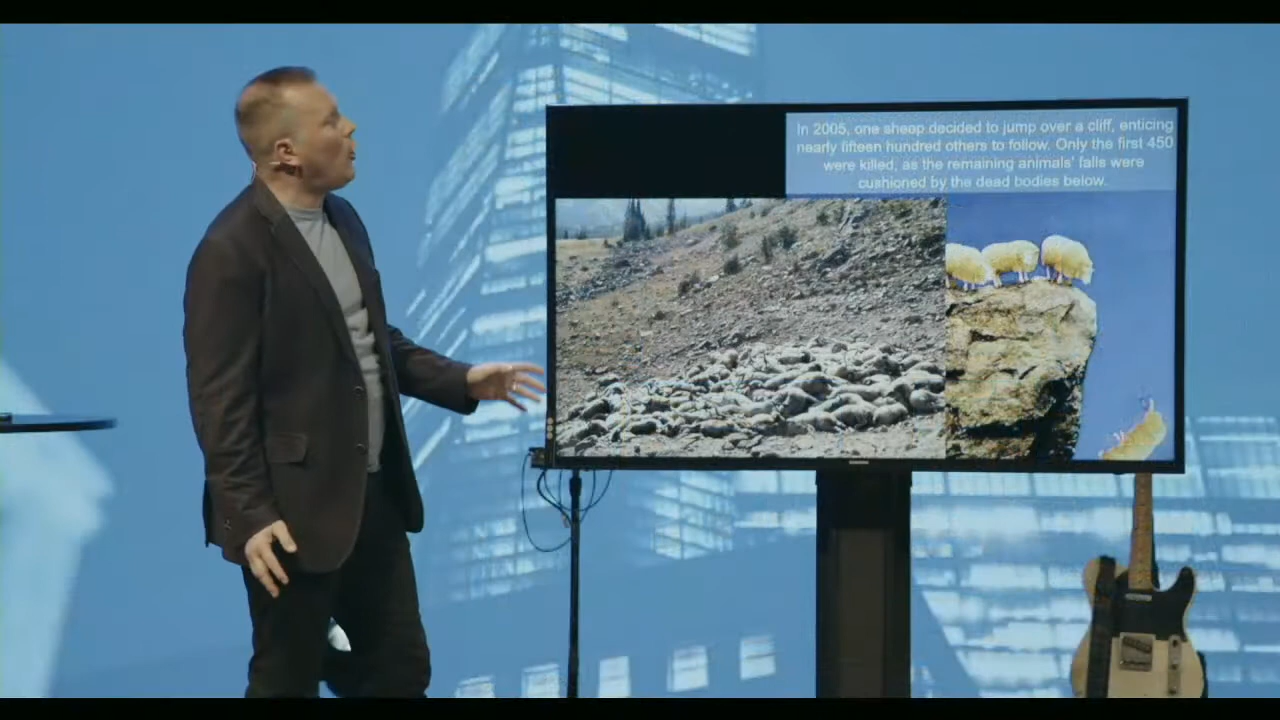 In 2005, one sheep decided to jump over a cliff, enticing
nearly fifteen hundred others to follow. Only the first 450
were killed, as the remaining animals' falls were
cushioned by the dead bodies below.